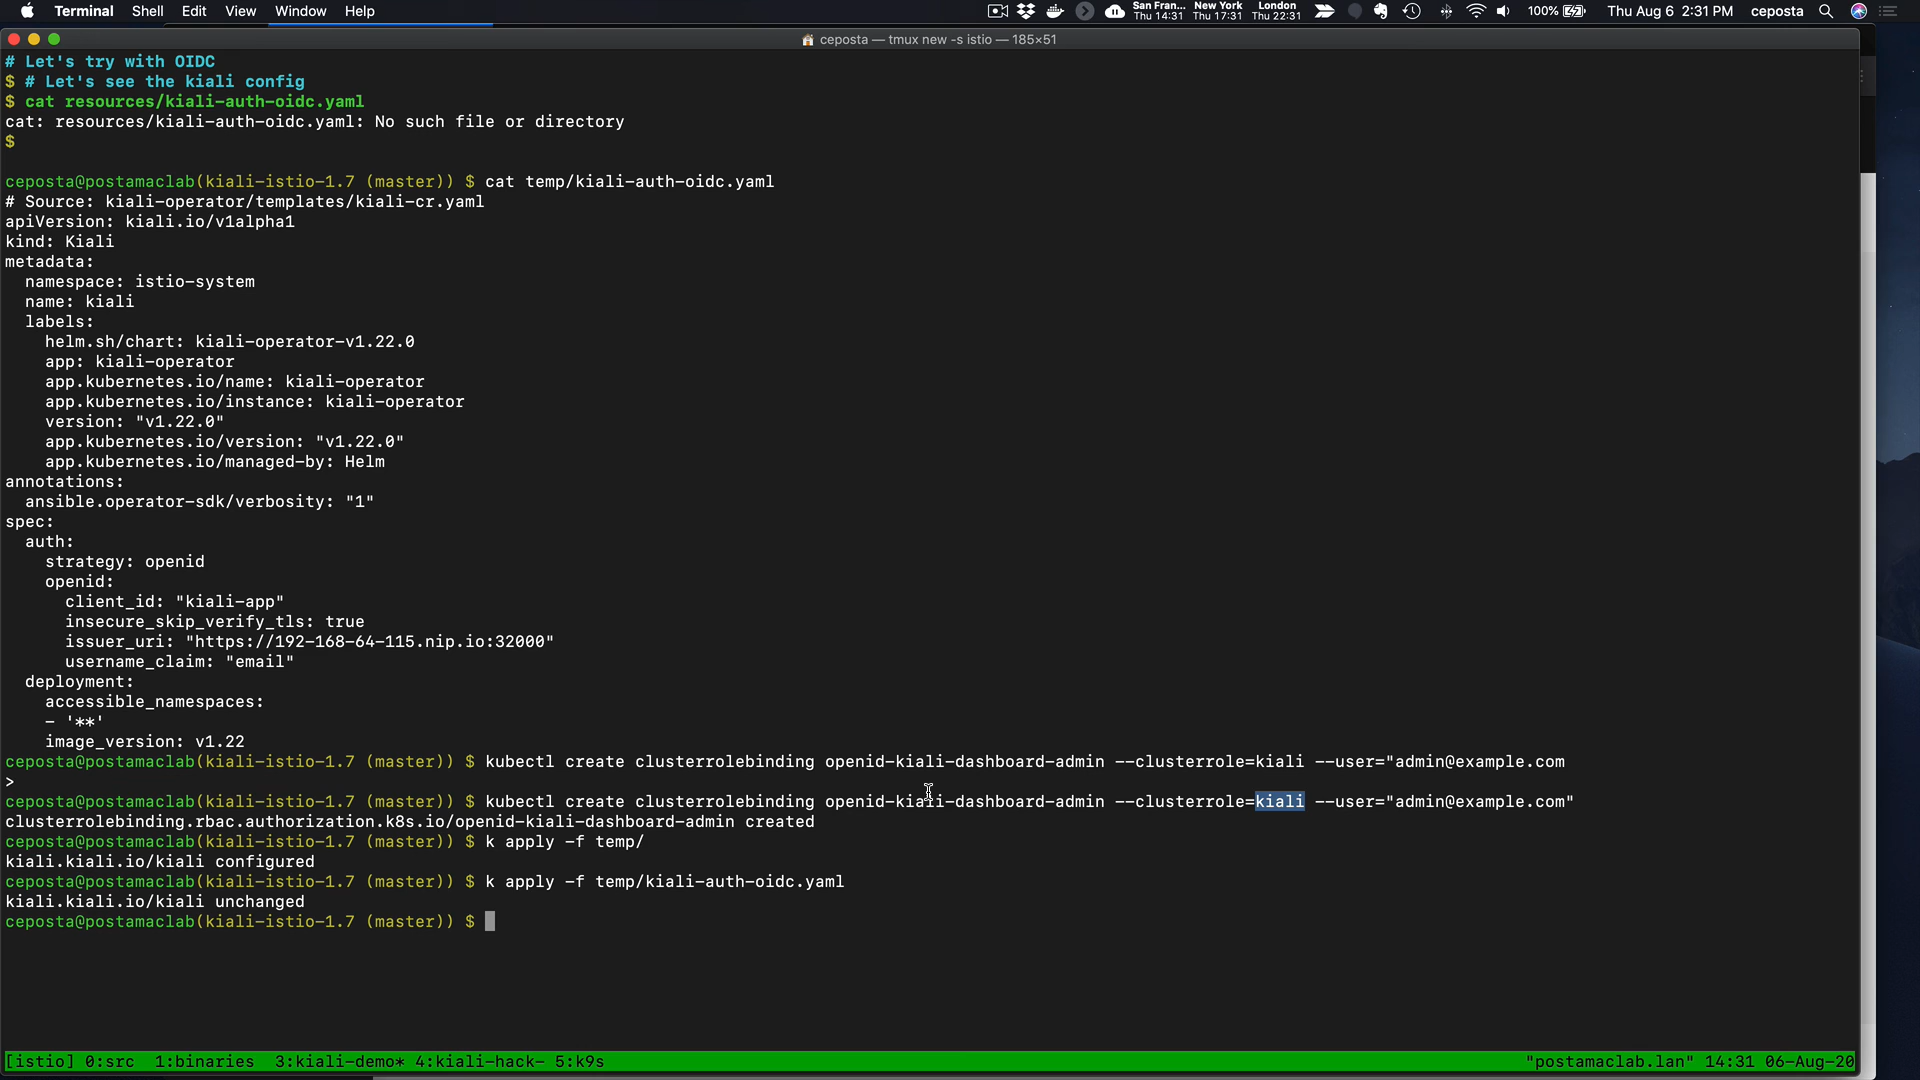 Terminal Shell Edit View Window Help San Fran... Thu 14:31 New York Thu 17:31 London Thu 22:31 100% Thu Aug 6 2:31 PM ceposta
ceposta — tmux new -s istio — 185×51
# Let's try with OIDC
$ # Let's see the kiali config
$ cat resources/kiali-auth-oidc.yaml
cat: resources/kiali-auth-oidc.yaml: No such file or directory
$
ceposta@postamaclab(kiali-istio-1.7 (master)) $ cat temp/kiali-auth-oidc.yaml
# Source: kiali-operator/templates/kiali-cr.yaml
apiVersion: kiali.io/v1alpha1
kind: Kiali
metadata:
  namespace: istio-system
  name: kiali
  labels:
    helm.sh/chart: kiali-operator-v1.22.0
    app: kiali-operator
    app.kubernetes.io/name: kiali-operator
    app.kubernetes.io/instance: kiali-operator
    version: "v1.22.0"
    app.kubernetes.io/version: "v1.22.0"
    app.kubernetes.io/managed-by: Helm
annotations:
  ansible.operator-sdk/verbosity: "1"
spec:
  auth:
    strategy: openid
    openid:
      client_id: "kiali-app"
      insecure_skip_verify_tls: true
      issuer_uri: "https://192-168-64-115.nip.io:32000"
      username_claim: "email"
  deployment:
    accessible_namespaces:
    - '**'
    image_version: v1.22
ceposta@postamaclab(kiali-istio-1.7 (master)) $ kubectl create clusterrolebinding openid-kiali-dashboard-admin --clusterrole=kiali --user="admin@example.com
>
ceposta@postamaclab(kiali-istio-1.7 (master)) $ kubectl create clusterrolebinding openid-kiali-dashboard-admin --clusterrole=kiali --user="admin@example.com"
clusterrolebinding.rbac.authorization.k8s.io/openid-kiali-dashboard-admin created
ceposta@postamaclab(kiali-istio-1.7 (master)) $ k apply -f temp/
kiali.kiali.io/kiali configured
ceposta@postamaclab(kiali-istio-1.7 (master)) $ k apply -f temp/kiali-auth-oidc.yaml
kiali.kiali.io/kiali unchanged
ceposta@postamaclab(kiali-istio-1.7 (master)) $
[istio] 0:src  1:binaries  3:kiali-demo* 4:kiali-hack- 5:k9s "postamaclab.lan" 14:31 06-Aug-20